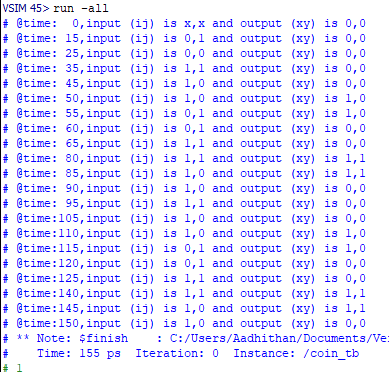 VSIM 45> run -all
# @time:  0,input (ij) is x,x and output (xy) is 0,0
# @time: 15,input (ij) is 0,1 and output (xy) is 0,0
# @time: 25,input (ij) is 0,0 and output (xy) is 0,0
# @time: 35,input (ij) is 1,1 and output (xy) is 0,0
# @time: 45,input (ij) is 1,0 and output (xy) is 0,0
# @time: 50,input (ij) is 1,0 and output (xy) is 1,0
# @time: 55,input (ij) is 0,1 and output (xy) is 1,0
# @time: 60,input (ij) is 0,1 and output (xy) is 0,0
# @time: 65,input (ij) is 1,1 and output (xy) is 0,0
# @time: 80,input (ij) is 1,1 and output (xy) is 1,1
# @time: 85,input (ij) is 1,0 and output (xy) is 1,1
# @time: 90,input (ij) is 1,0 and output (xy) is 0,0
# @time: 95,input (ij) is 1,1 and output (xy) is 0,0
# @time:105,input (ij) is 1,0 and output (xy) is 0,0
# @time:110,input (ij) is 1,0 and output (xy) is 1,0
# @time:115,input (ij) is 0,1 and output (xy) is 1,0
# @time:120,input (ij) is 0,1 and output (xy) is 0,0
# @time:125,input (ij) is 1,1 and output (xy) is 0,0
# @time:140,input (ij) is 1,1 and output (xy) is 1,1
# @time:145,input (ij) is 1,0 and output (xy) is 1,1
# @time:150,input (ij) is 1,0 and output (xy) is 0,0
# ** Note: $finish    : C:/Users/Aadhithan/Documents/Ve
#    Time: 155 ps  Iteration: 0  Instance: /coin_tb
# 1